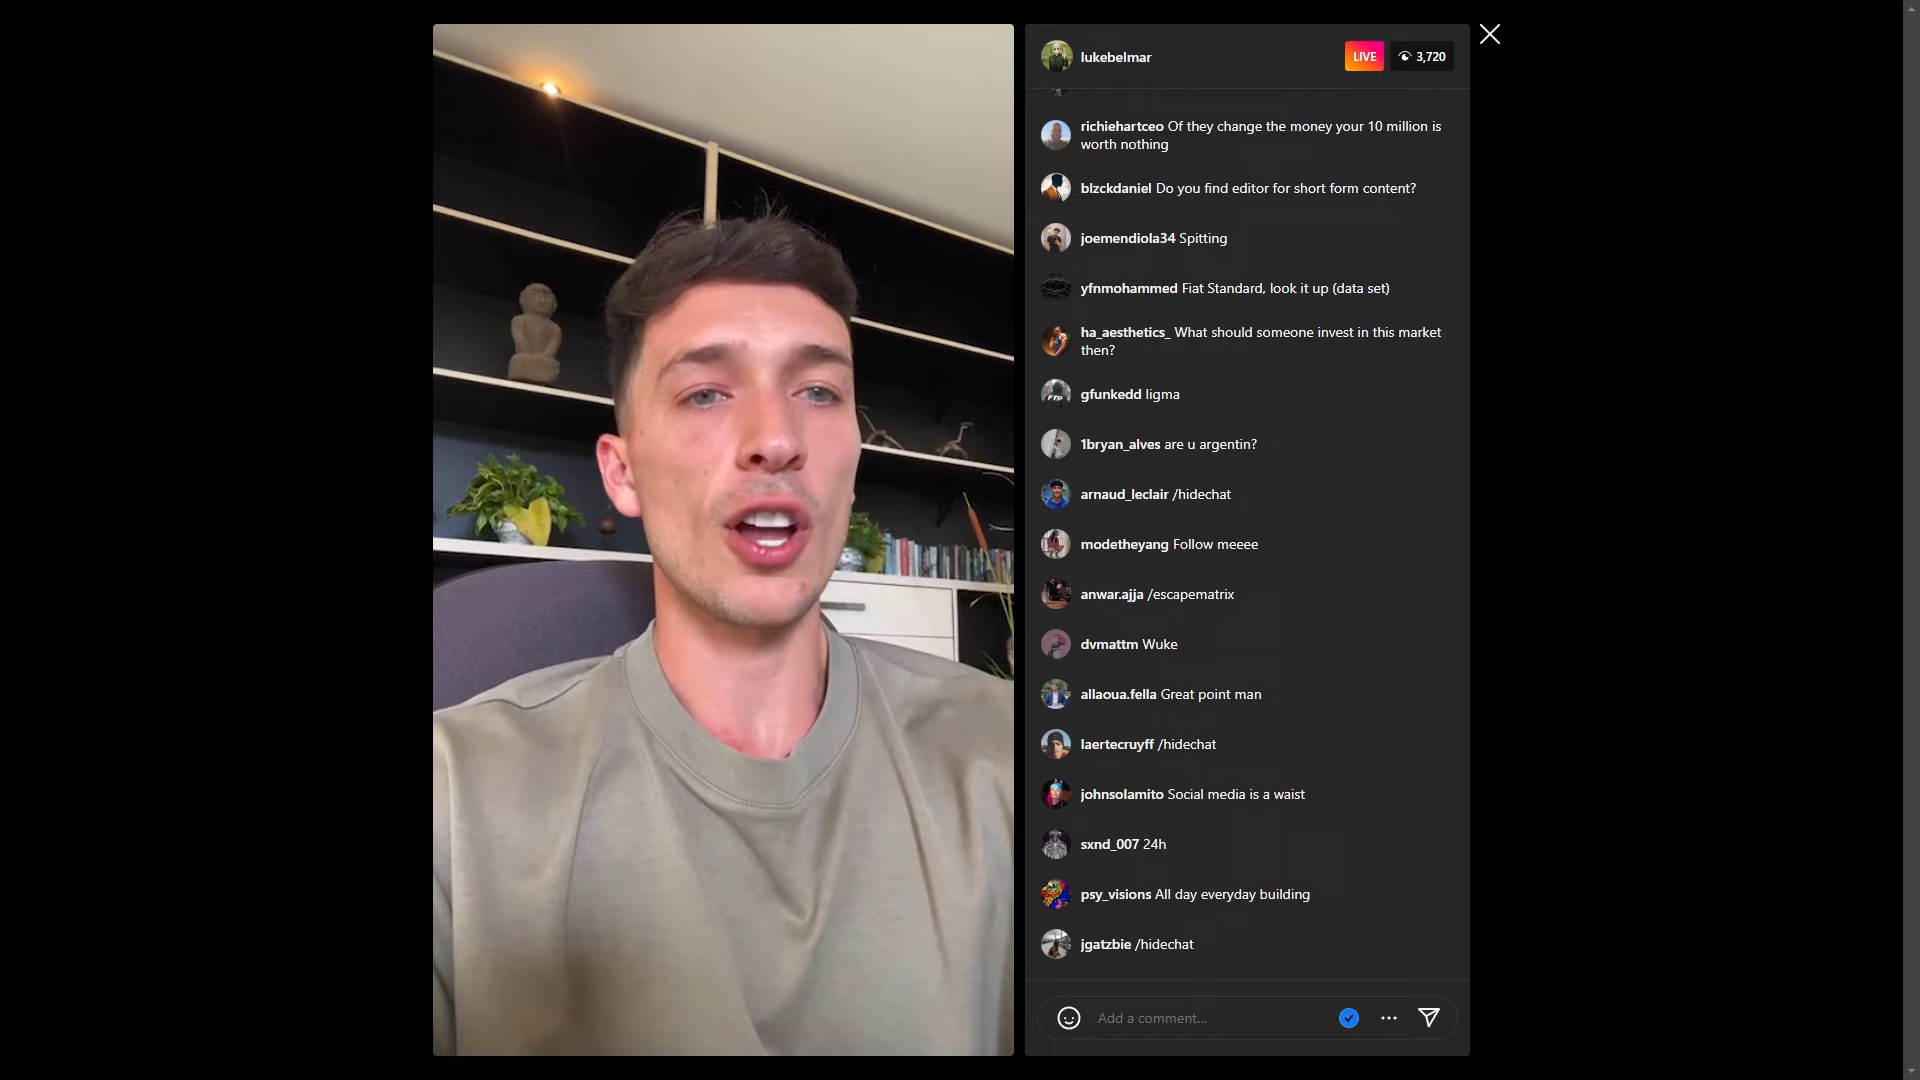 lukebelmar
LIVE
3,720
richiehartceo Of they change the money your 10 million is
worth nothing
blzckdaniel Do you find editor for short form content?
joemendiola34 Spitting
yfnmohammed Fiat Standard, look it up (data set)
ha_aesthetics_ What should someone invest in this market
then?
gfunkedd ligma
1bryan_alves are u argentin?
arnaud_leclair /hidechat
modetheyang Follow meeee
anwar.ajja /escapematrix
dvmattm Wuke
allaoua.fella Great point man
laertecruyff /hidechat
johnsolamito Social media is a waist
sxnd_007 24h
psy_visions All day everyday building
jgatzbie /hidechat
Add a comment...